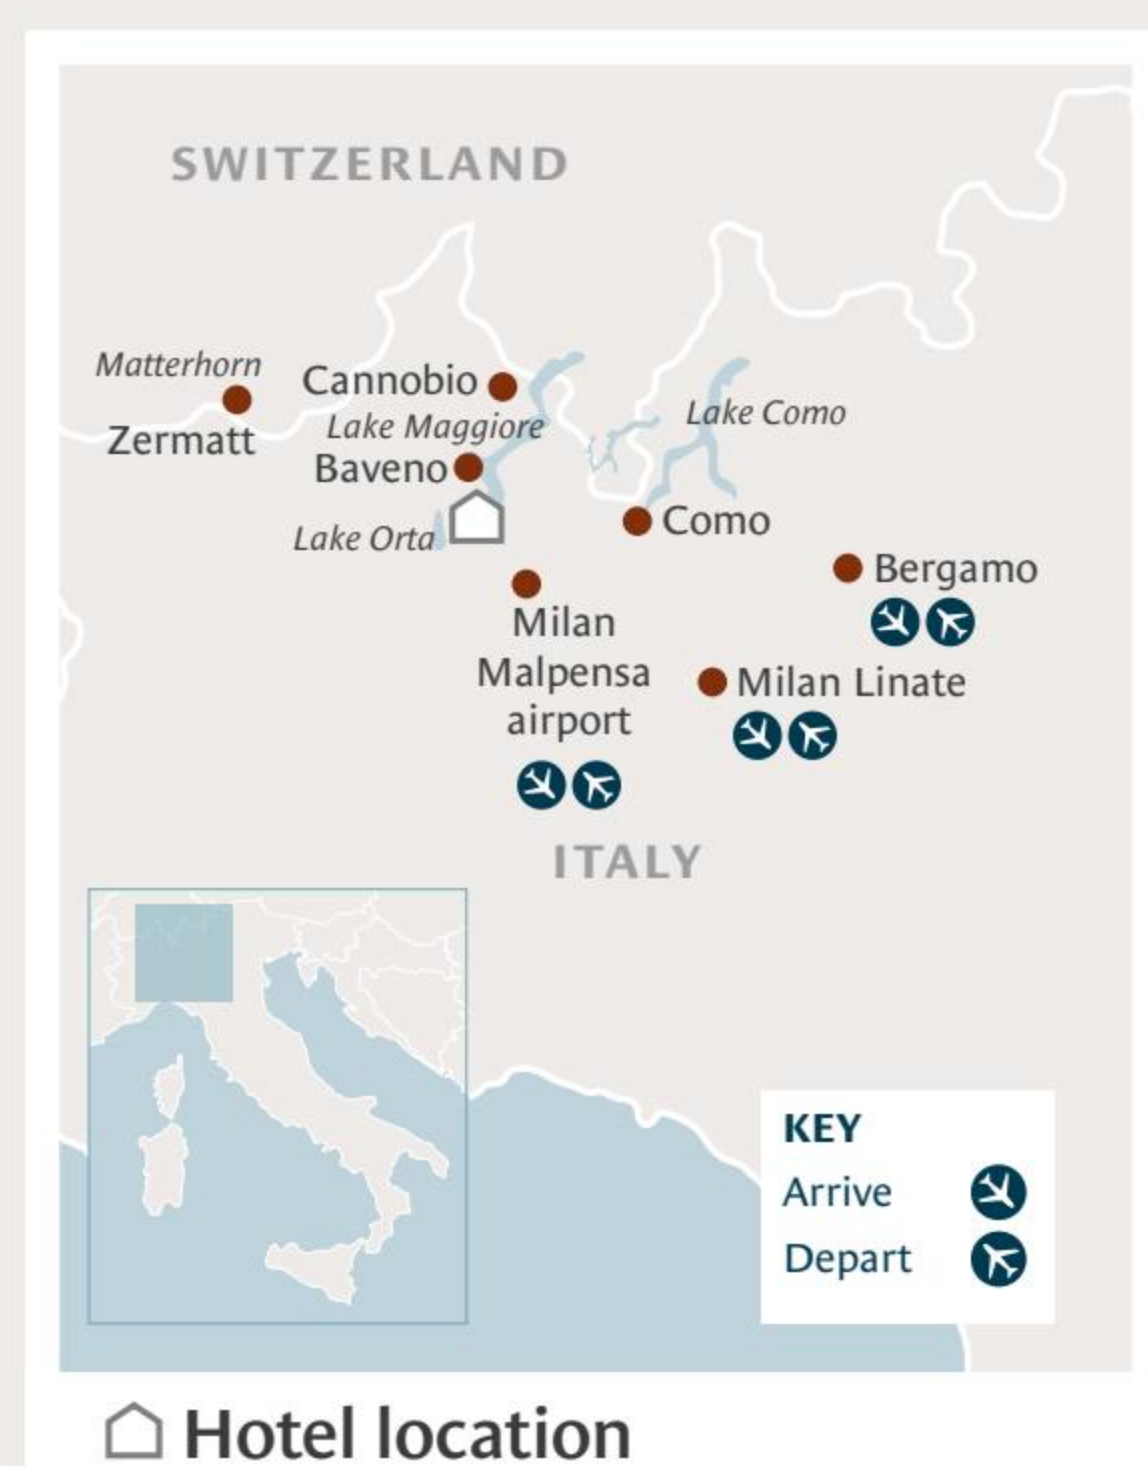 SWITZERLAND
Matterhorn
Zermatt
Cannobio
Lake Maggiore
Baveno
Lake Orta
Lake Como
Como
Bergamo
Milan
Malpensa
airport
Milan Linate
ITALY
KEY
Arrive
Depart
Hotel location